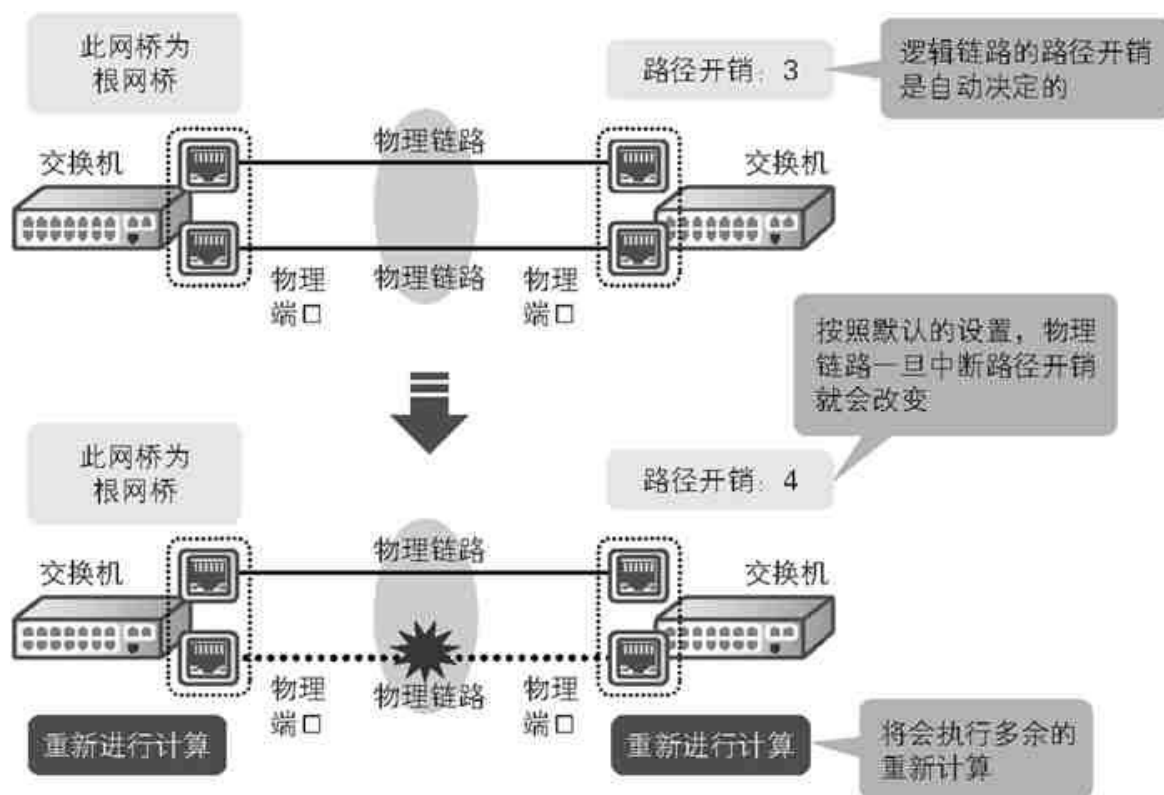 此网桥为
根网桥
路径开销：3
逻辑链路的路径开销
是自动决定的
交换机
物理链路
交换机
物理链路
物理
端口
物理
端口
按照默认的设置，物理
链路一旦中断路径开销
就会改变
此网桥为
根网桥
路径开销：4
交换机
物理链路
交换机
物理链路
物理
端口
物理
端口
重新进行计算
重新进行计算
将会执行多余的
重新计算